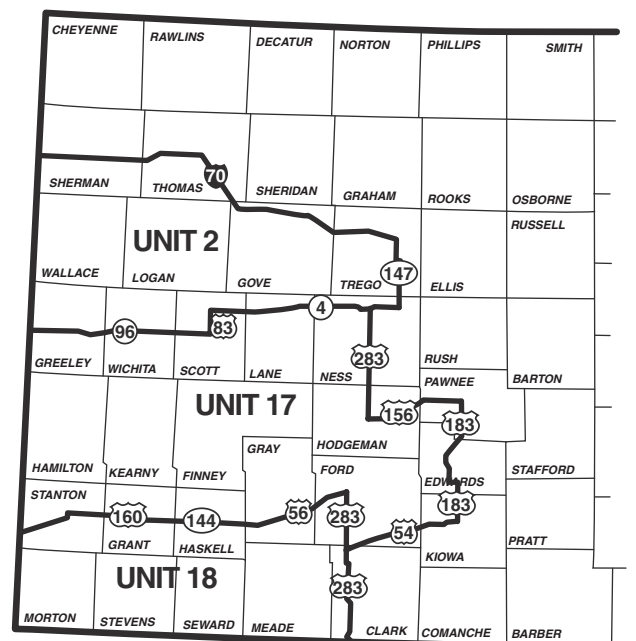 CHEYENNE
RAWLINS
DECATUR
NORTON
PHILLIPS
SMITH
SHERMAN
THOMAS
70
SHERIDAN
GRAHAM
ROOKS
OSBORNE
RUSSELL
UNIT 2
WALLACE
LOGAN
GOVE
TREGO
147
ELLIS
96
83
4
283
GREELEY
WICHITA
SCOTT
LANE
NESS
RUSH
PAWNEE
BARTON
UNIT 17
156
183
GRAY
HODGEMAN
HAMILTON
KEARNY
FINNEY
FORD
EDWARDS
STAFFORD
STANTON
160
144
56
283
54
183
GRANT
HASKELL
KIOWA
PRATT
UNIT 18
283
MORTON
STEVENS
SEWARD
MEADE
CLARK
COMANCHE
BARBER